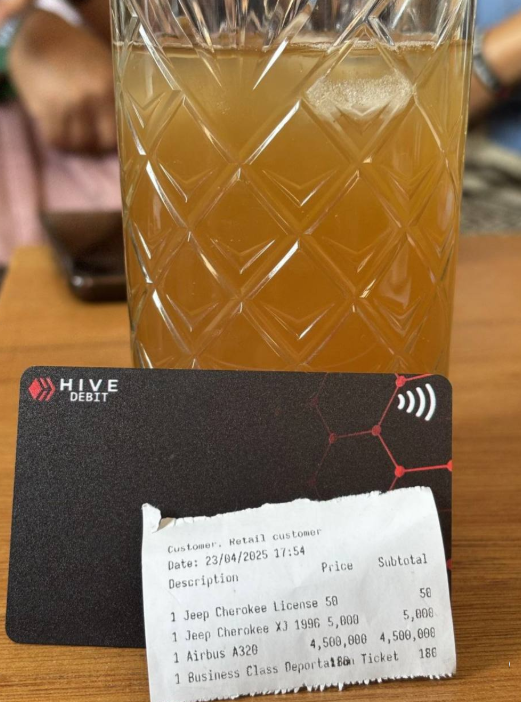 HIVE
DEBIT
Customer, Retail customer
Date: 23/04/2025 17:54
Description Price Subtotal
1 Jeep Cherokee License 50 50
1 Jeep Cherokee XJ 1996 5,000 5,000
1 Airbus A320 4,500,000 4,500,000
1 Business Class Deportation Ticket 180